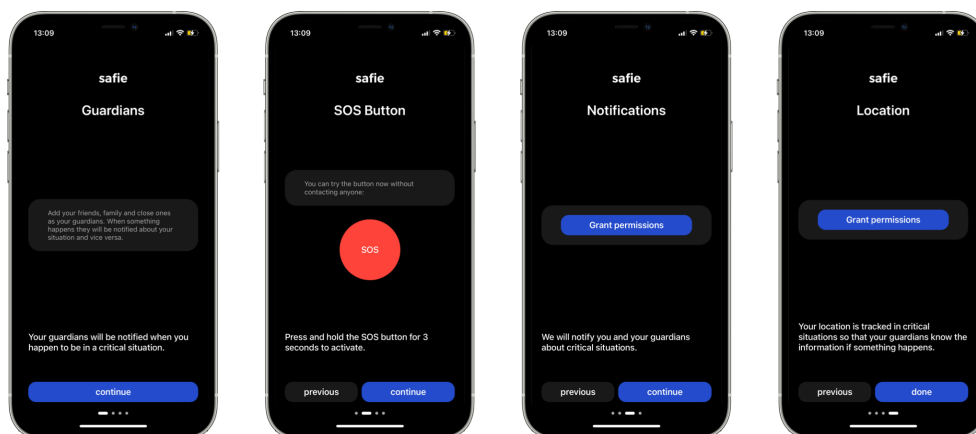 13:09
safie
Guardians
Add your friends, family and close ones
as your guardians. When something
happens they will be notified about your
situation and vice versa.
Your guardians will be notified when you
happen to be in a critical situation.
continue
13:09
safie
SOS Button
You can try the button now without
contacting anyone:
SOS
Press and hold the SOS button for 3
seconds to activate.
previous
continue
13:09
safie
Notifications
Grant permissions
We will notify you and your guardians
about critical situations.
previous
continue
13:09
safie
Location
Grant permissions
Your location is tracked in critical
situations so that your guardians know the
information if something happens.
previous
done